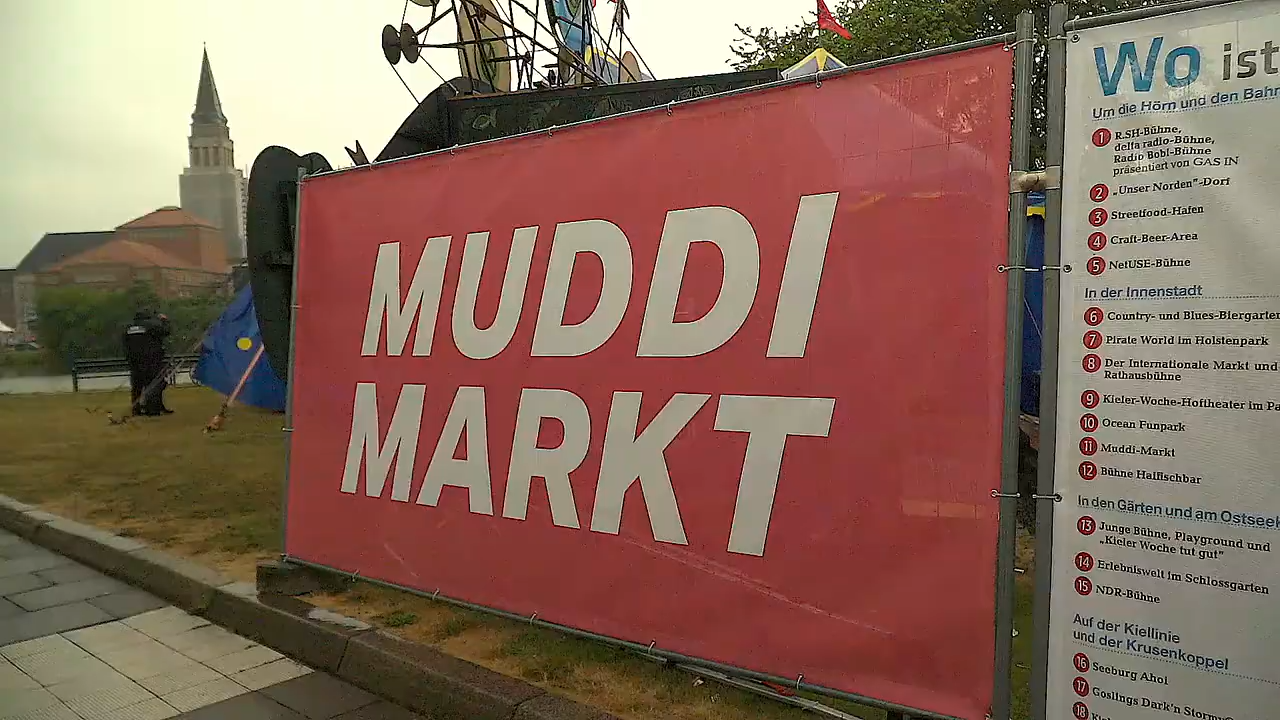 MUDDI
MARKT
Wo ist
Um die Hörn und den Bahn
1 R.SH-Bühne,
delta radio-Bühne,
Radio Bob!-Bühne
präsentiert von GAS IN
2 „Unser Norden"-Dorf
3 Streetfood-Hafen
4 Craft-Beer-Area
5 NetUSE-Bühne
In der Innenstadt
6 Country- und Blues-Biergarten
7 Pirate World im Holstenpark
8 Der Internationale Markt und
Rathausbühne
9 Kieler-Woche-Hoftheater im Pa
10 Ocean Funpark
11 Muddi-Markt
12 Bühne Haifischbar
In den Gärten und am Ostseek
13 Junge Bühne, Playground und
„Kieler Woche tut gut"
14 Erlebniswelt im Schlossgarten
15 NDR-Bühne
Auf der Kiellinie
und der Krusenkoppel
16 Seeburg Ahoi
17 Goslings Dark'n Stormy®
18